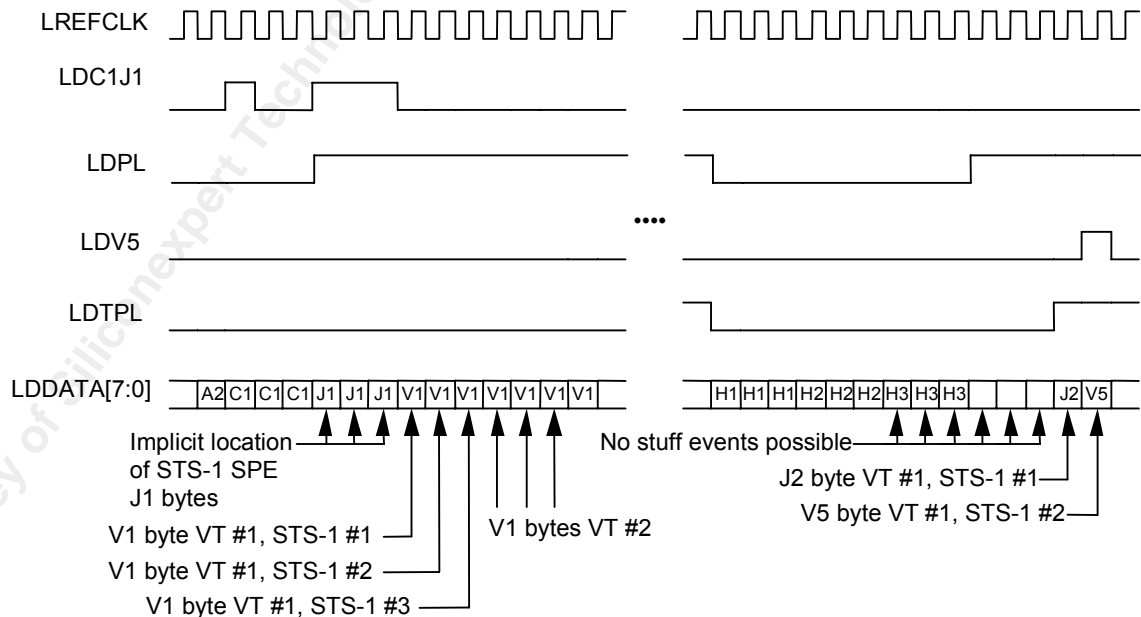 LREFCLK
LDC1J1
LDPL
....
LDV5
LDTPL
LDDATA[7:0] A2 C1 C1 C1 J1 J1 J1 V1 V1 V1 V1 V1 V1 V1 H1 H1 H1 H2 H2 H2 H3 H3 H3 J2 V5
Implicit location
of STS-1 SPE
J1 bytes
No stuff events possible
J2 byte VT #1, STS-1 #1
V5 byte VT #1, STS-1 #2
V1 byte VT #1, STS-1 #1
V1 bytes VT #2
V1 byte VT #1, STS-1 #2
V1 byte VT #1, STS-1 #3
ey of Siliconexpert Technolo